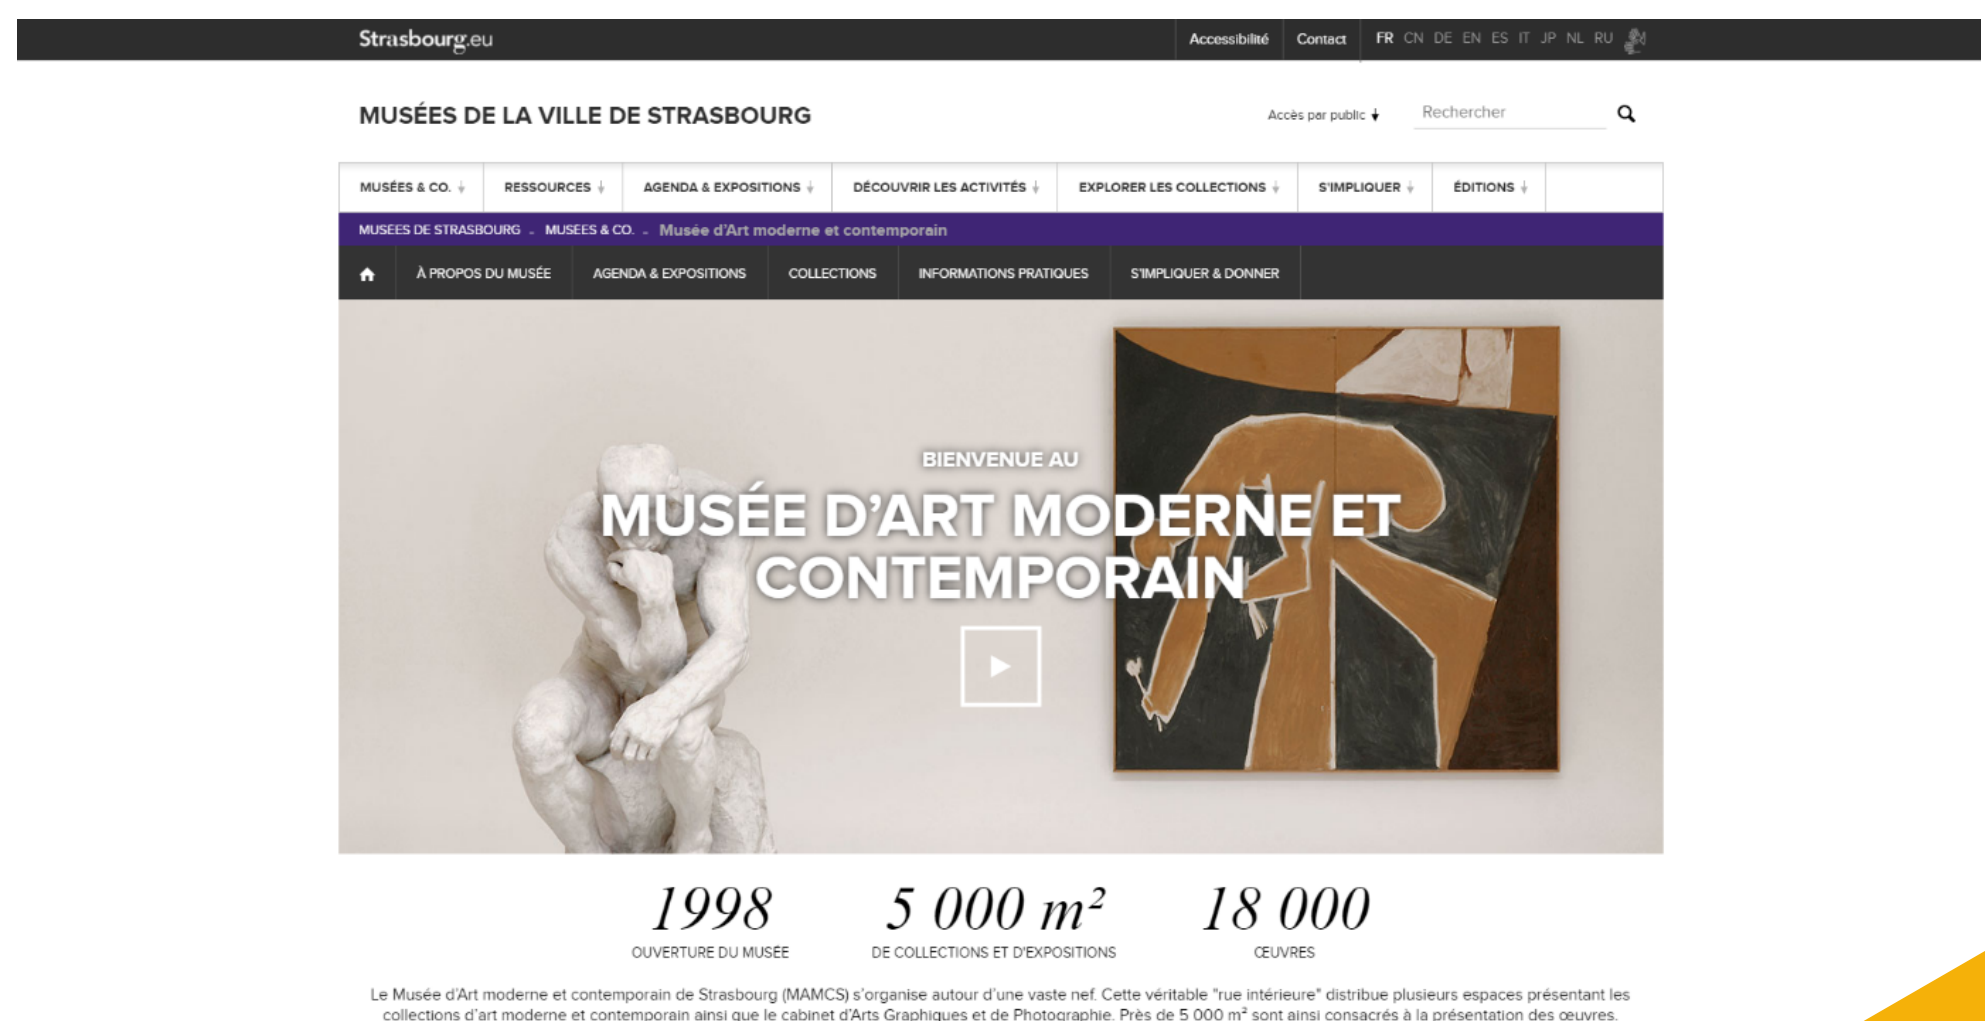 Strasbourg.eu
Accessibilité Contact FR CN DE EN ES IT JP NL RU
MUSÉES DE LA VILLE DE STRASBOURG
Accès par public Rechercher
MUSÉES & CO. RESSOURCES AGENDA & EXPOSITIONS DÉCOUVRIR LES ACTIVITÉS EXPLORER LES COLLECTIONS S'IMPLIQUER ÉDITIONS
MUSEES DE STRASBOURG - MUSEES & CO. - Musée d'Art moderne et contemporain
À PROPOS DU MUSÉE AGENDA & EXPOSITIONS COLLECTIONS INFORMATIONS PRATIQUES S'IMPLIQUER & DONNER
BIENVENUE AU
MUSÉE D'ART MODERNE ET
CONTEMPORAIN
1998 5 000 m² 18 000
OUVERTURE DU MUSÉE DE COLLECTIONS ET D'EXPOSITIONS ŒUVRES
Le Musée d'Art moderne et contemporain de Strasbourg (MAMCS) s'organise autour d'une vaste nef. Cette véritable "rue intérieure" distribue plusieurs espaces présentant les
collections d'art moderne et contemporain ainsi que le cabinet d'Arts Graphiques et de Photographie. Près de 5 000 m² sont ainsi consacrés à la présentation des œuvres.